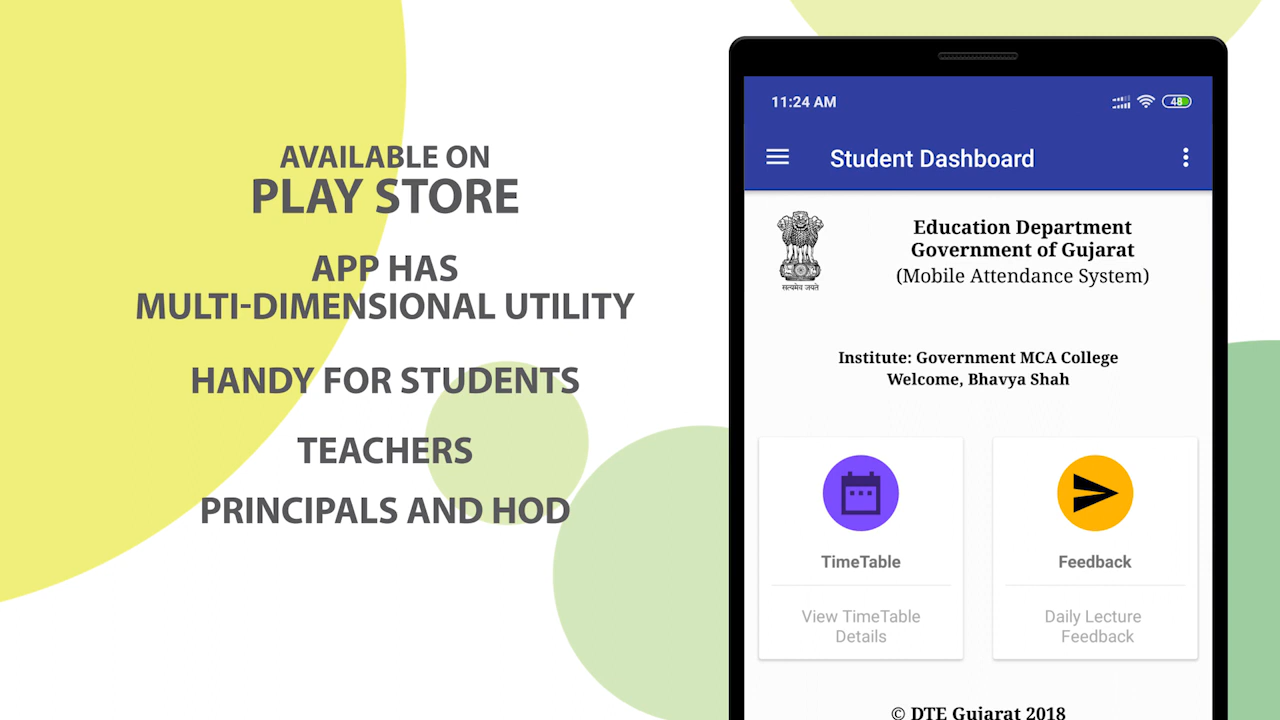 AVAILABLE ON
PLAY STORE
APP HAS
MULTI-DIMENSIONAL UTILITY
HANDY FOR STUDENTS
TEACHERS
PRINCIPALS AND HOD
11:24 AM
48
Student Dashboard
सत्यमेव जयते
Education Department
Government of Gujarat
(Mobile Attendance System)
Institute: Government MCA College
Welcome, Bhavya Shah
TimeTable
View TimeTable
Details
Feedback
Daily Lecture
Feedback
© DTE Gujarat 2018